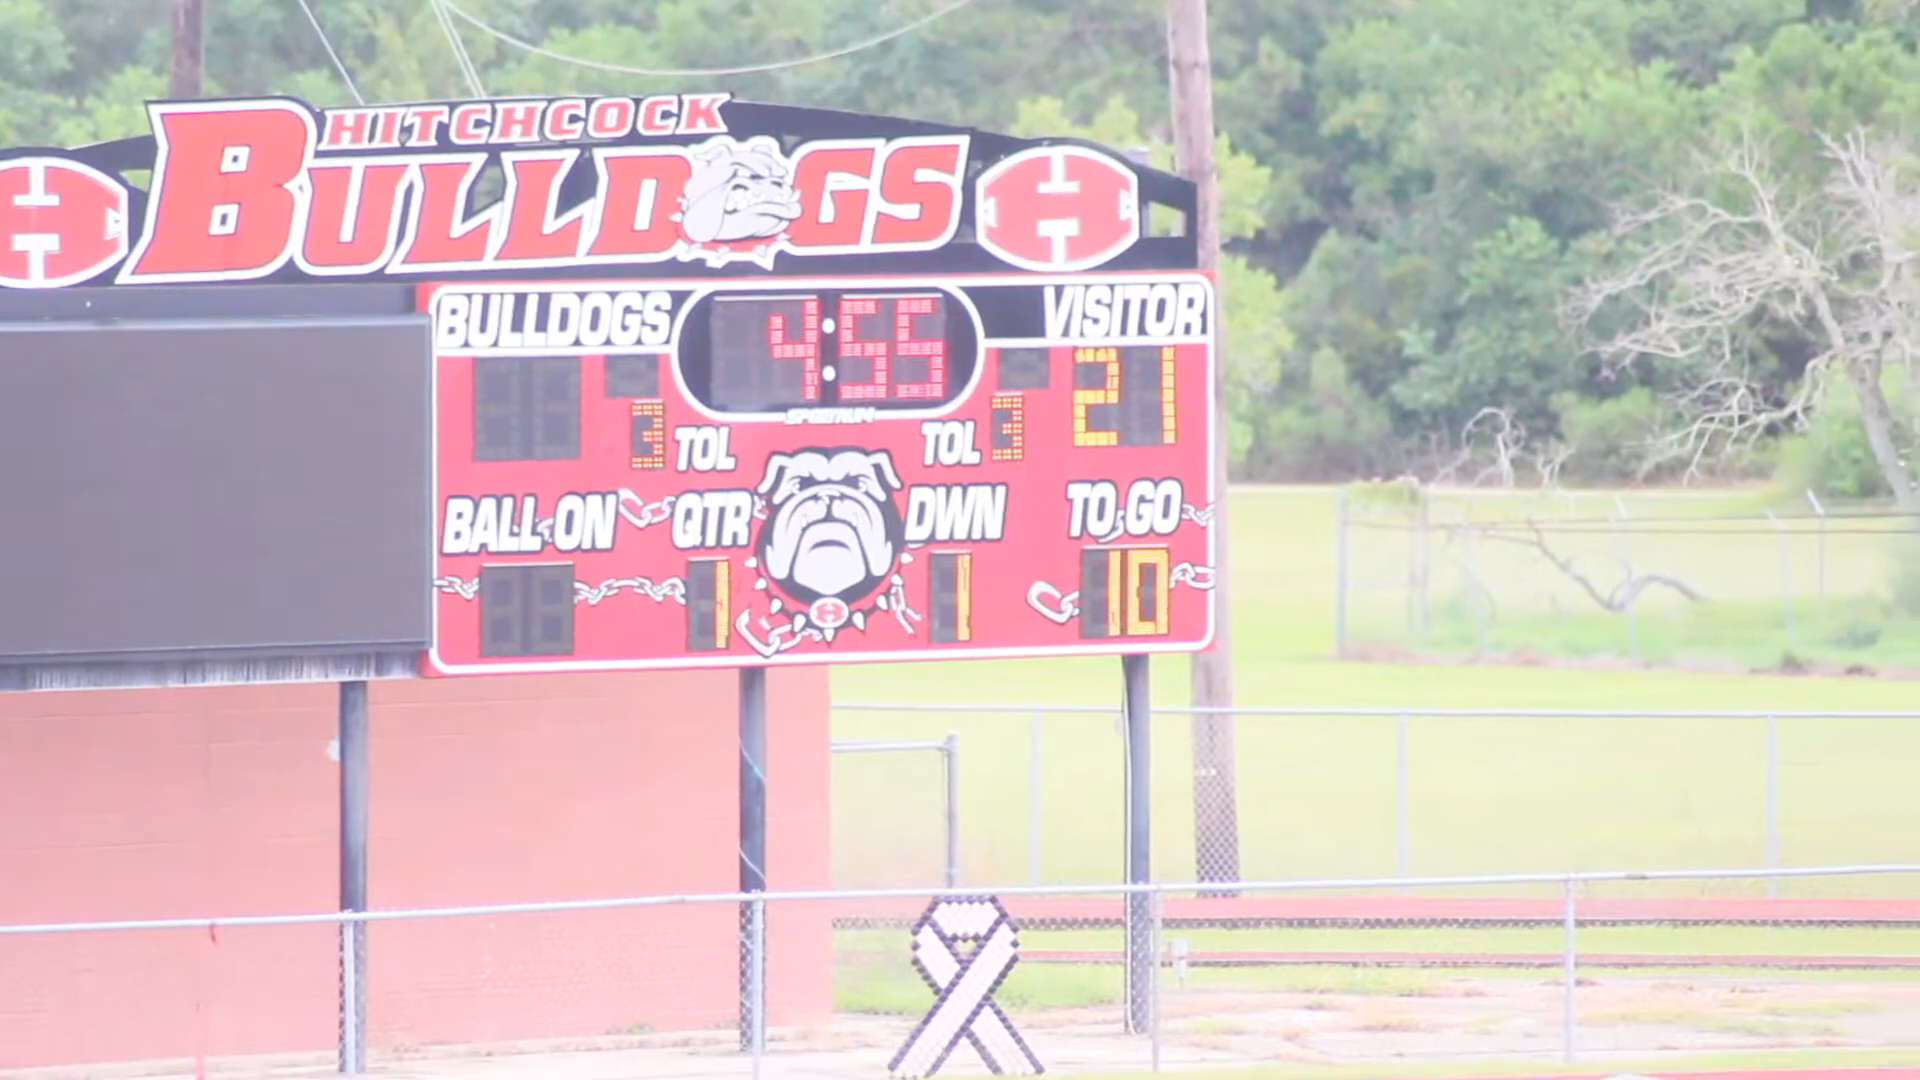 HITCHCOCK
BULLDOGS
H
H
BULLDOGS 4:55 VISITOR
21
3 TOL TOL 3
BALL ON QTR DWN TO GO
1 1 10
H